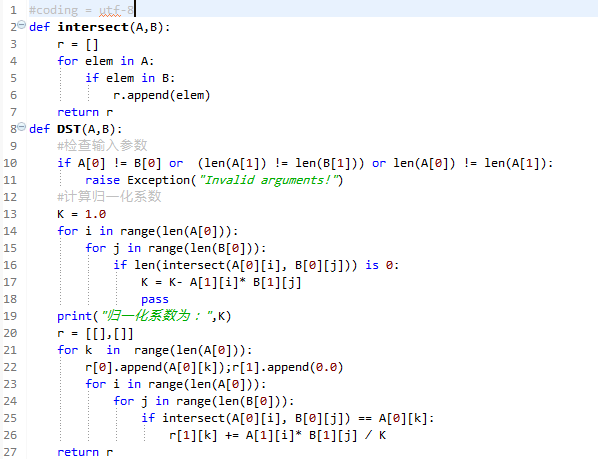 1 #coding = utf-8
2 def intersect(A,B):
3     r = []
4     for elem in A:
5         if elem in B:
6             r.append(elem)
7     return r
8 def DST(A,B):
9     #检查输入参数
10     if A[0] != B[0] or  (len(A[1]) != len(B[1])) or len(A[0]) != len(A[1]):
11         raise Exception("Invalid arguments!")
12     #计算归一化系数
13     K = 1.0
14     for i in range(len(A[0])):
15         for j in range(len(B[0])):
16             if len(intersect(A[0][i], B[0][j])) is 0:
17                 K = K- A[1][i]* B[1][j]
18                 pass
19     print("归一化系数为：",K)
20     r = [[],[]]
21     for k  in  range(len(A[0])):
22         r[0].append(A[0][k]);r[1].append(0.0)
23         for i in range(len(A[0])):
24             for j in range(len(B[0])):
25                 if intersect(A[0][i], B[0][j]) == A[0][k]:
26                     r[1][k] += A[1][i]* B[1][j] / K
27     return r